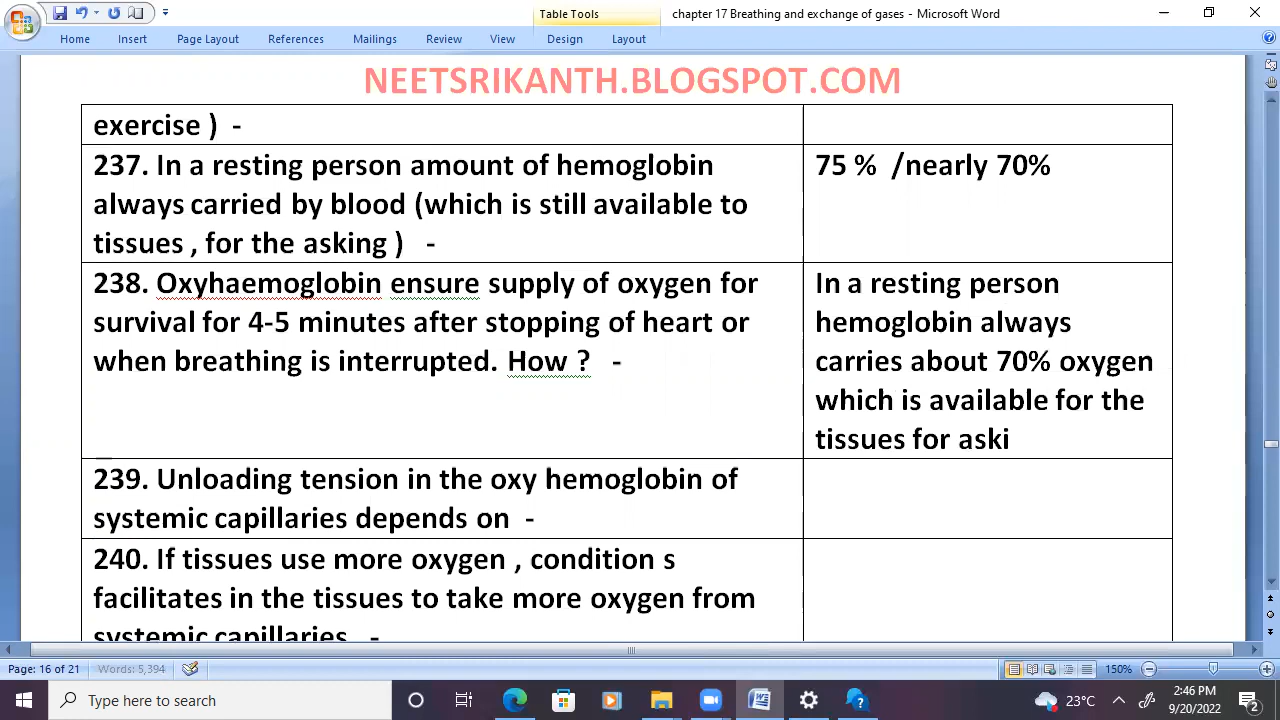 Table Tools
chapter 17 Breathing and exchange of gases - Microsoft Word
Home Insert Page Layout References Mailings Review View Design Layout
NEETSRIKANTH.BLOGSPOT.COM
exercise ) -
237. In a resting person amount of hemoglobin
always carried by blood (which is still available to
tissues , for the asking ) -
75 % /nearly 70%
238. Oxyhaemoglobin ensure supply of oxygen for
survival for 4-5 minutes after stopping of heart or
when breathing is interrupted. How ? -
In a resting person
hemoglobin always
carries about 70% oxygen
which is available for the
tissues for aski
239. Unloading tension in the oxy hemoglobin of
systemic capillaries depends on -
240. If tissues use more oxygen , condition s
facilitates in the tissues to take more oxygen from
systemic capillaries -
Page: 16 of 21 Words: 5,394 150%
Type here to search
23°C
2:46 PM
9/20/2022
2